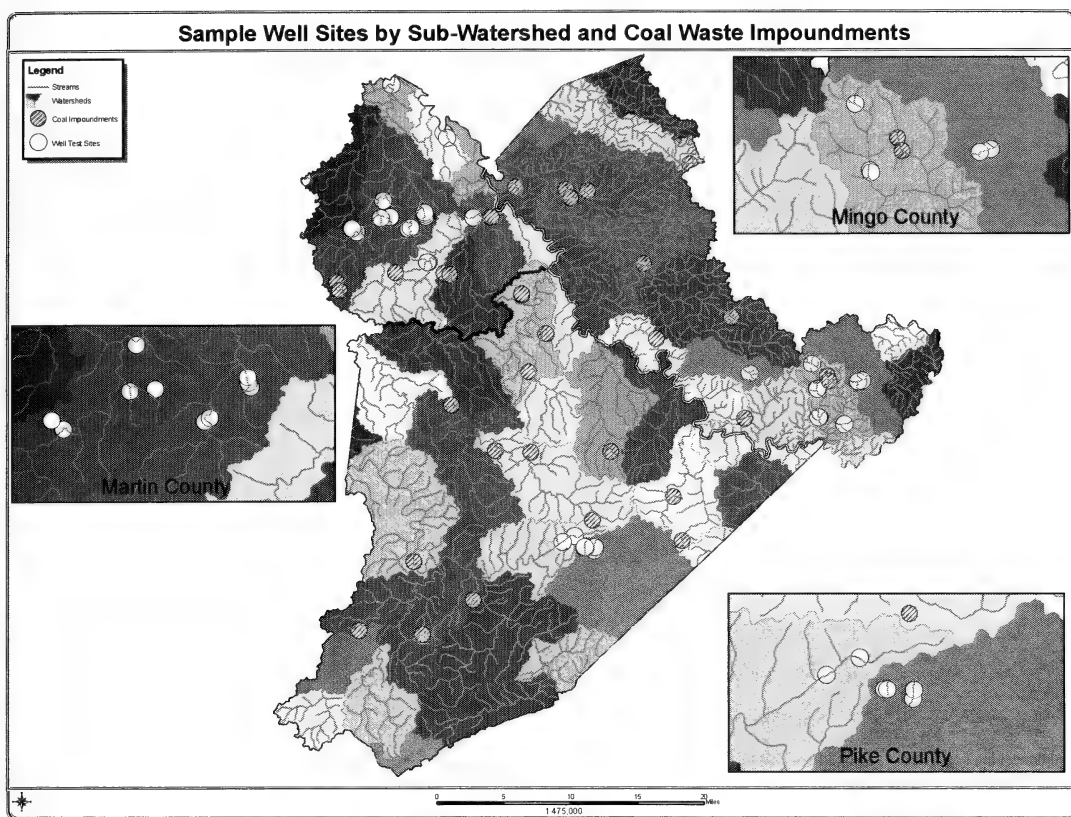 Sample Well Sites by Sub-Watershed and Coal Waste Impoundments
Legend
Streams
Watersheds
Coal Impoundments
Well Test Sites
Mingo County
Martin County
Pike County
0 5 10 15 20
Miles
1 475,000